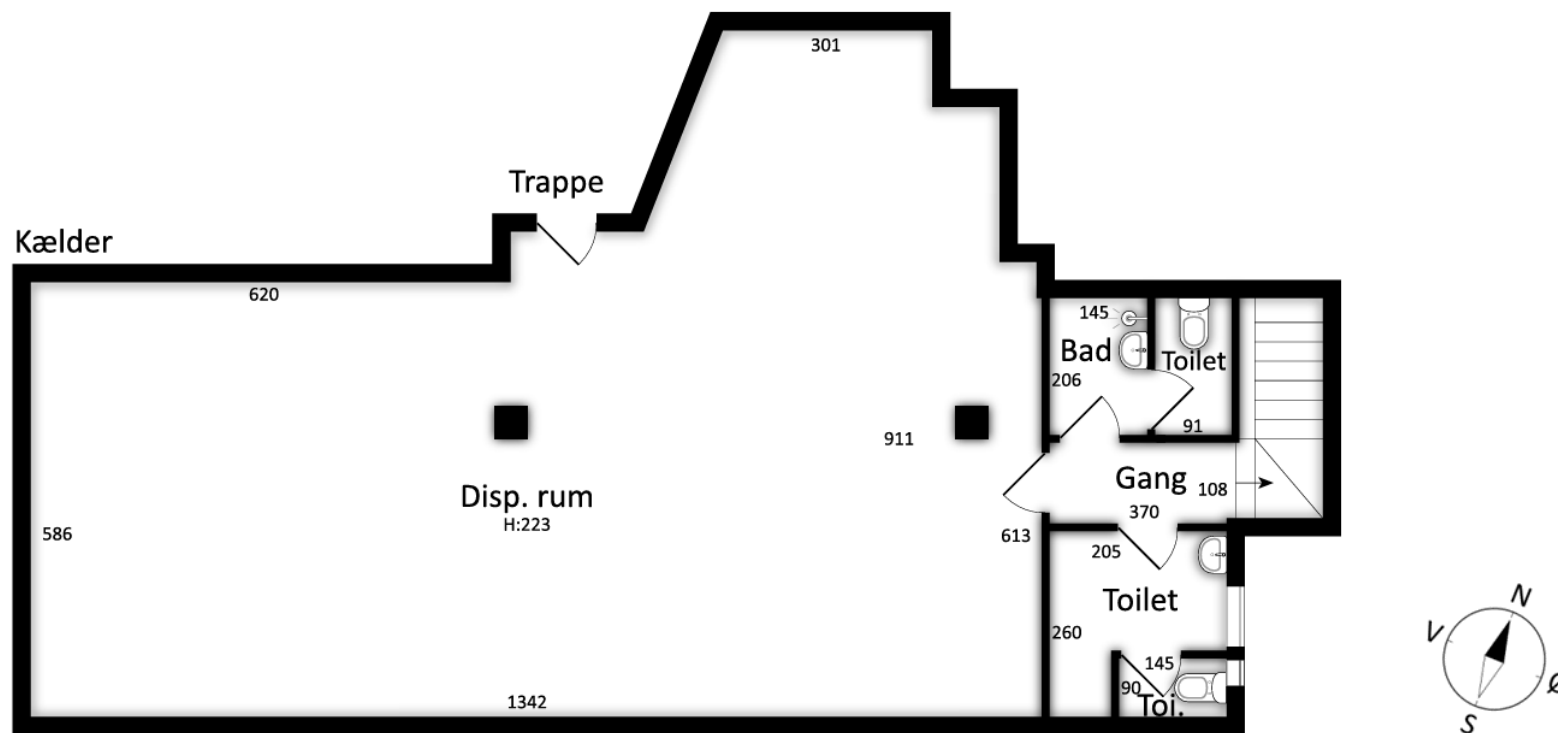 301
Trappe
Kælder
620
145
Bad
Toilet
206
91
911
Gang
108
Disp. rum
H:223
370
586
613
205
Toilet
260
145
90
Toi.
1342
N
V
Ø
S